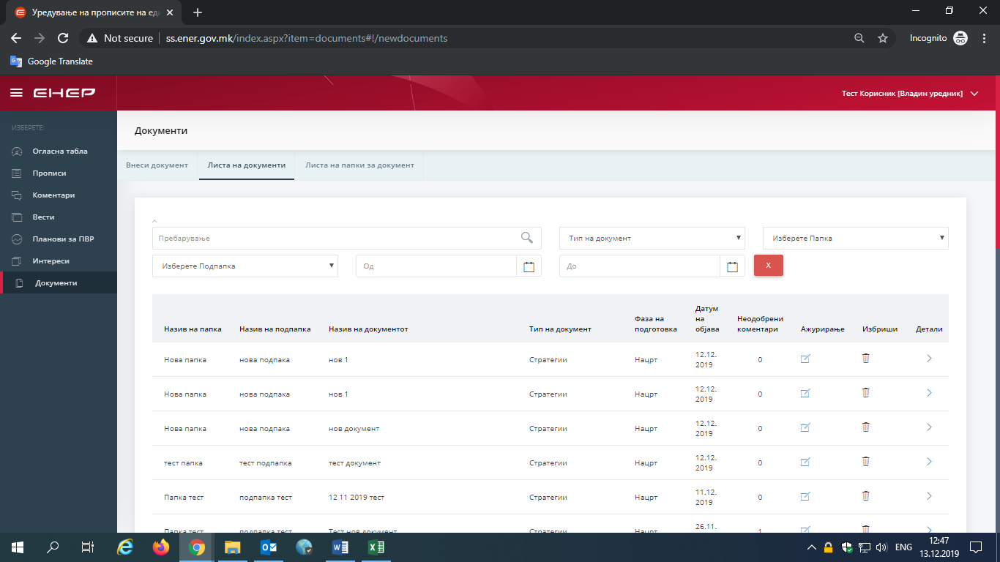 Уредување на прописите на еди
Not secure
ss.ener.gov.mk/index.aspx?item=documents#!/newdocuments
Incognito
Google Translate
ЕНЕР
Тест Корисник [Владин уредник]
ИЗБЕРЕТЕ:
Огласна табла
Прописи
Коментари
Вести
Планови за ПВР
Интереси
Документи
Документи
Внеси документ
Листа на документи
Листа на папки за документ
Пребарување
Тип на документ
Изберете Папка
Изберете Подпапка
Од
До
X
Назив на папка Назив на подпапка Назив на документот Тип на документ Фаза на подготовка Датум на објава Неодобрени коментари Ажурирање Избриши Детали
Нова папка нова подпака нов 1 Стратегии Нацрт 12.12. 2019 0
Нова папка нова подпака нов 1 Стратегии Нацрт 12.12. 2019 0
Нова папка нова подпака нов документ Стратегии Нацрт 12.12. 2019 0
тест папка тест подпапка тест документ Стратегии Нацрт 12.12. 2019 0
Папка тест подпапка тест 12 11 2019 тест Стратегии Нацрт 11.12. 2019 0
Папка тест подпапка тест Тест нов документ Стратегии Нацрт 26.11. 1
ENG
12:47
13.12.2019